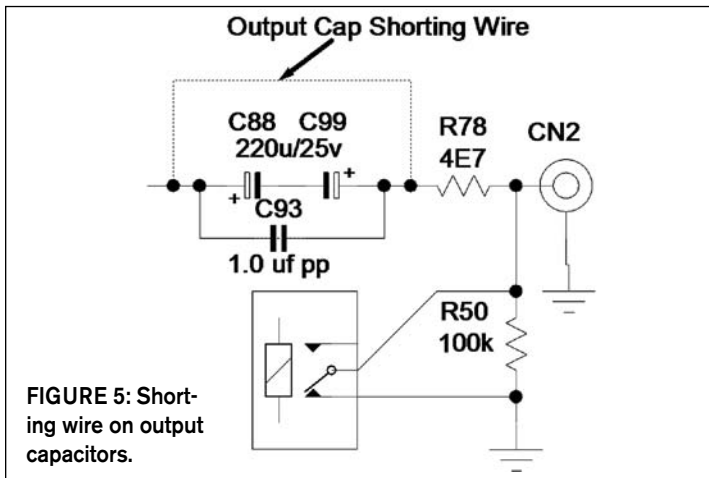 Output Cap Shorting Wire
C88 C99
220u/25v
+ +
C93
1.0 uf pp
R78
4E7
CN2
R50
100k
FIGURE 5: Short-
ing wire on output
capacitors.